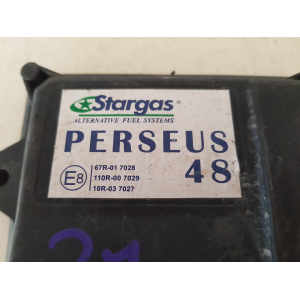 Stargas
ALTERNATIVE FUEL SYSTEMS
PERSEUS
48
67R-01 7028
E8
110R-00 7029
10R-03 7027